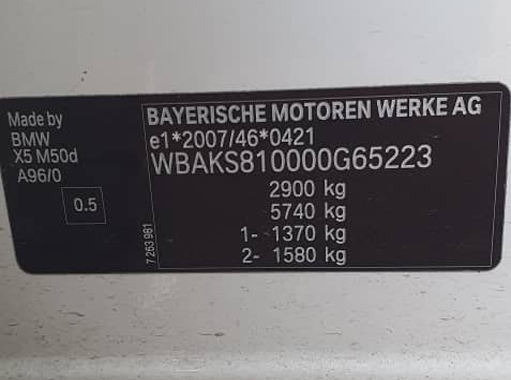 Made by
BMW
X5 M50d
A96/0
0.5
7 263 981
BAYERISCHE MOTOREN WERKE AG
e1*2007/46*0421
WBAKS810000G65223
2900 kg
5740 kg
1- 1370 kg
2- 1580 kg